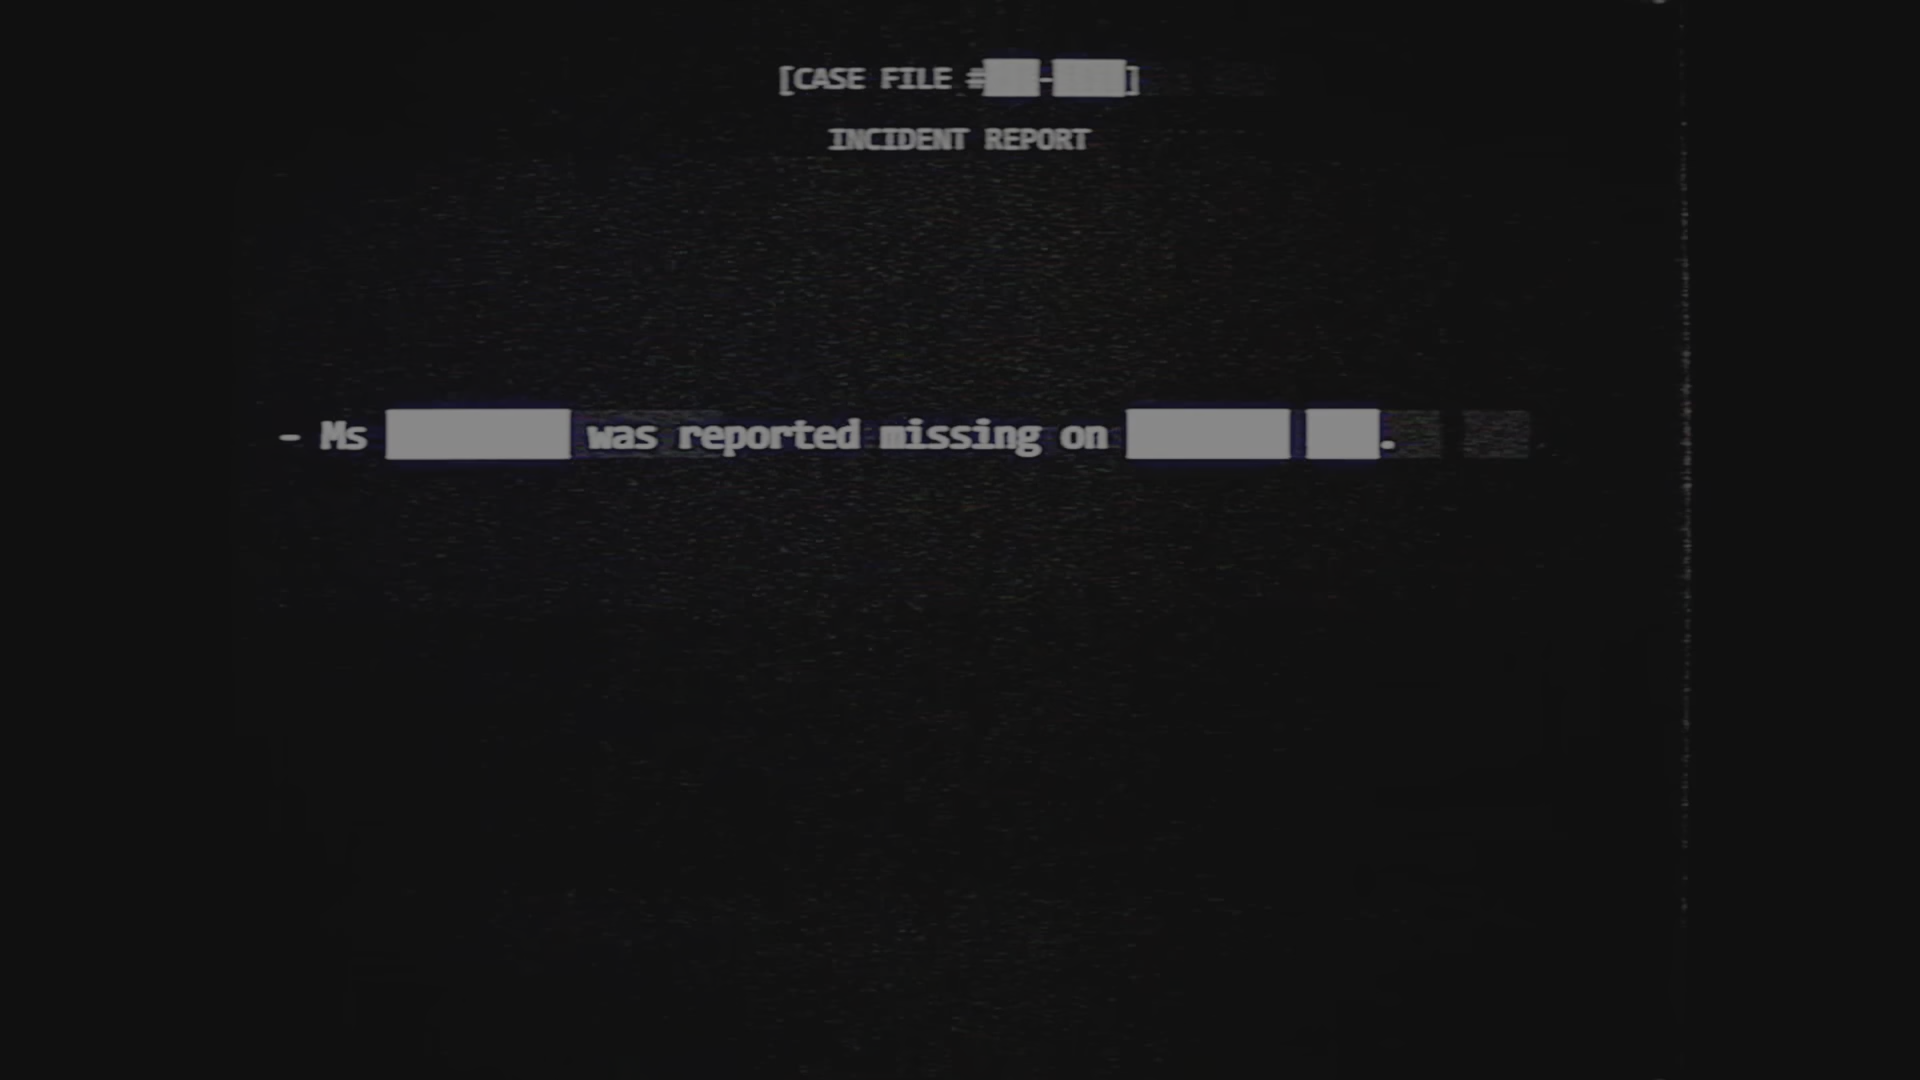 [CASE FILE #██-███]
INCIDENT REPORT
- Ms ████████ was reported missing on ███████ ███.